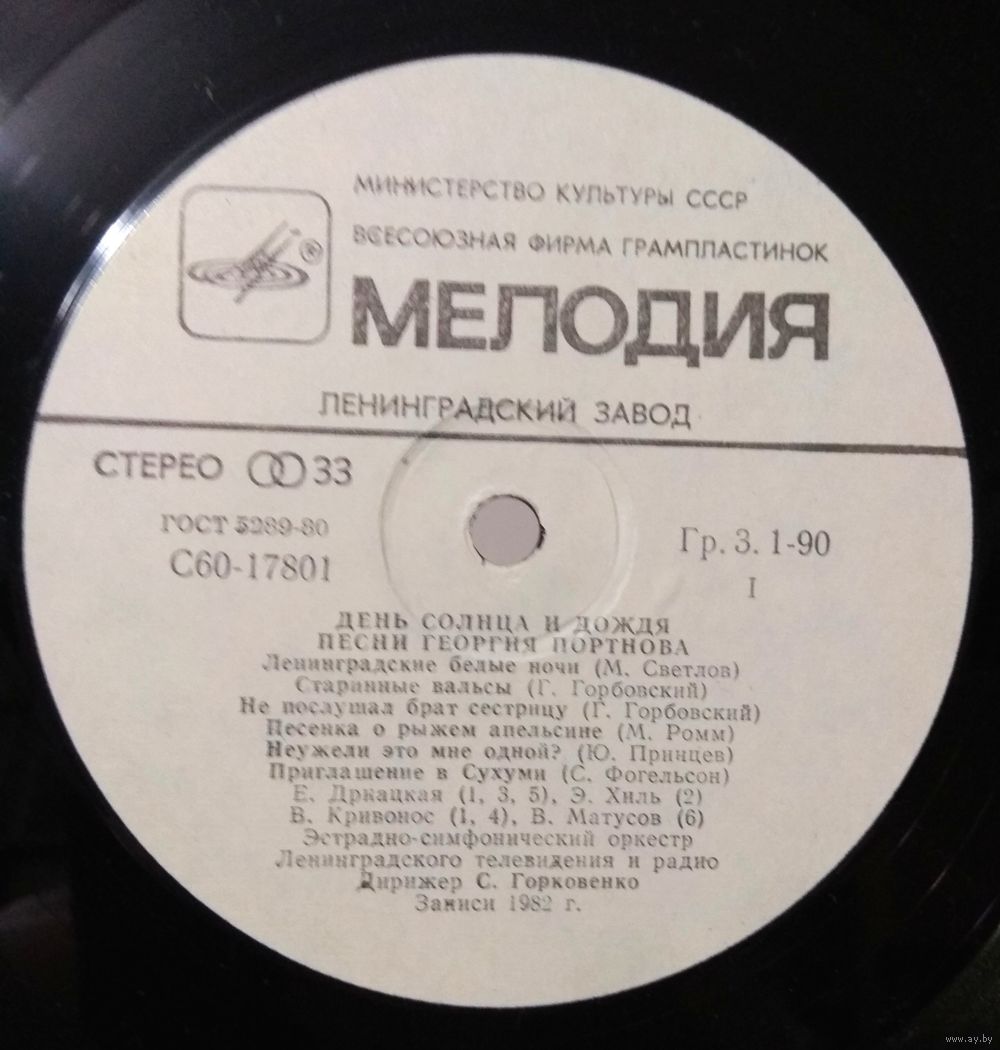 МИНИСТЕРСТВО КУЛЬТУРЫ СССР
ВСЕСОЮЗНАЯ ФИРМА ГРАМПЛАСТИНОК
®
МЕЛОДИЯ
ЛЕНИНГРАДСКИЙ ЗАВОД
СТЕРЕО 33
ГОСТ 5289-80
С60-17801
Гр. 3. 1-90
I
ДЕНЬ СОЛНЦА И ДОЖДЯ
ПЕСНИ ГЕОРГИЯ ПОРТНОВА
Ленинградские белые ночи (М. Светлов)
Старинные вальсы (Г. Горбовский)
Не послушал брат сестрицу (Г. Горбовский)
Песенка о рыжем апельсине (М. Ромм)
Неужели это мне одной? (Ю. Принцев)
Приглашение в Сухуми (С. Фогельсон)
Е. Дриацкая (1, 3, 5), Э. Хиль (2)
В. Кривонос (1, 4), В. Матусов (6)
Эстрадно-симфонический оркестр
Ленинградского телевидения и радио
Дирижер С. Горковенко
Записи 1982 г.
www.ay.by